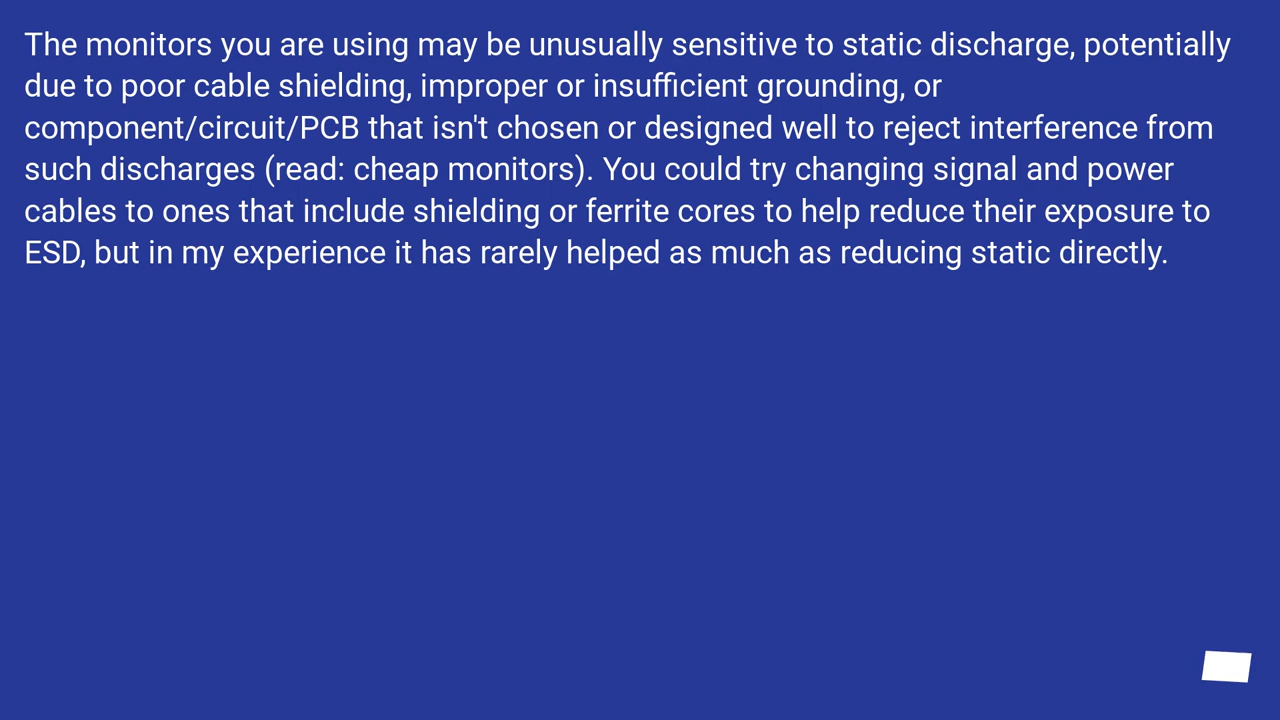 The monitors you are using may be unusually sensitive to static discharge, potentially
due to poor cable shielding, improper or insufficient grounding, or
component/circuit/PCB that isn't chosen or designed well to reject interference from
such discharges (read: cheap monitors). You could try changing signal and power
cables to ones that include shielding or ferrite cores to help reduce their exposure to
ESD, but in my experience it has rarely helped as much as reducing static directly.